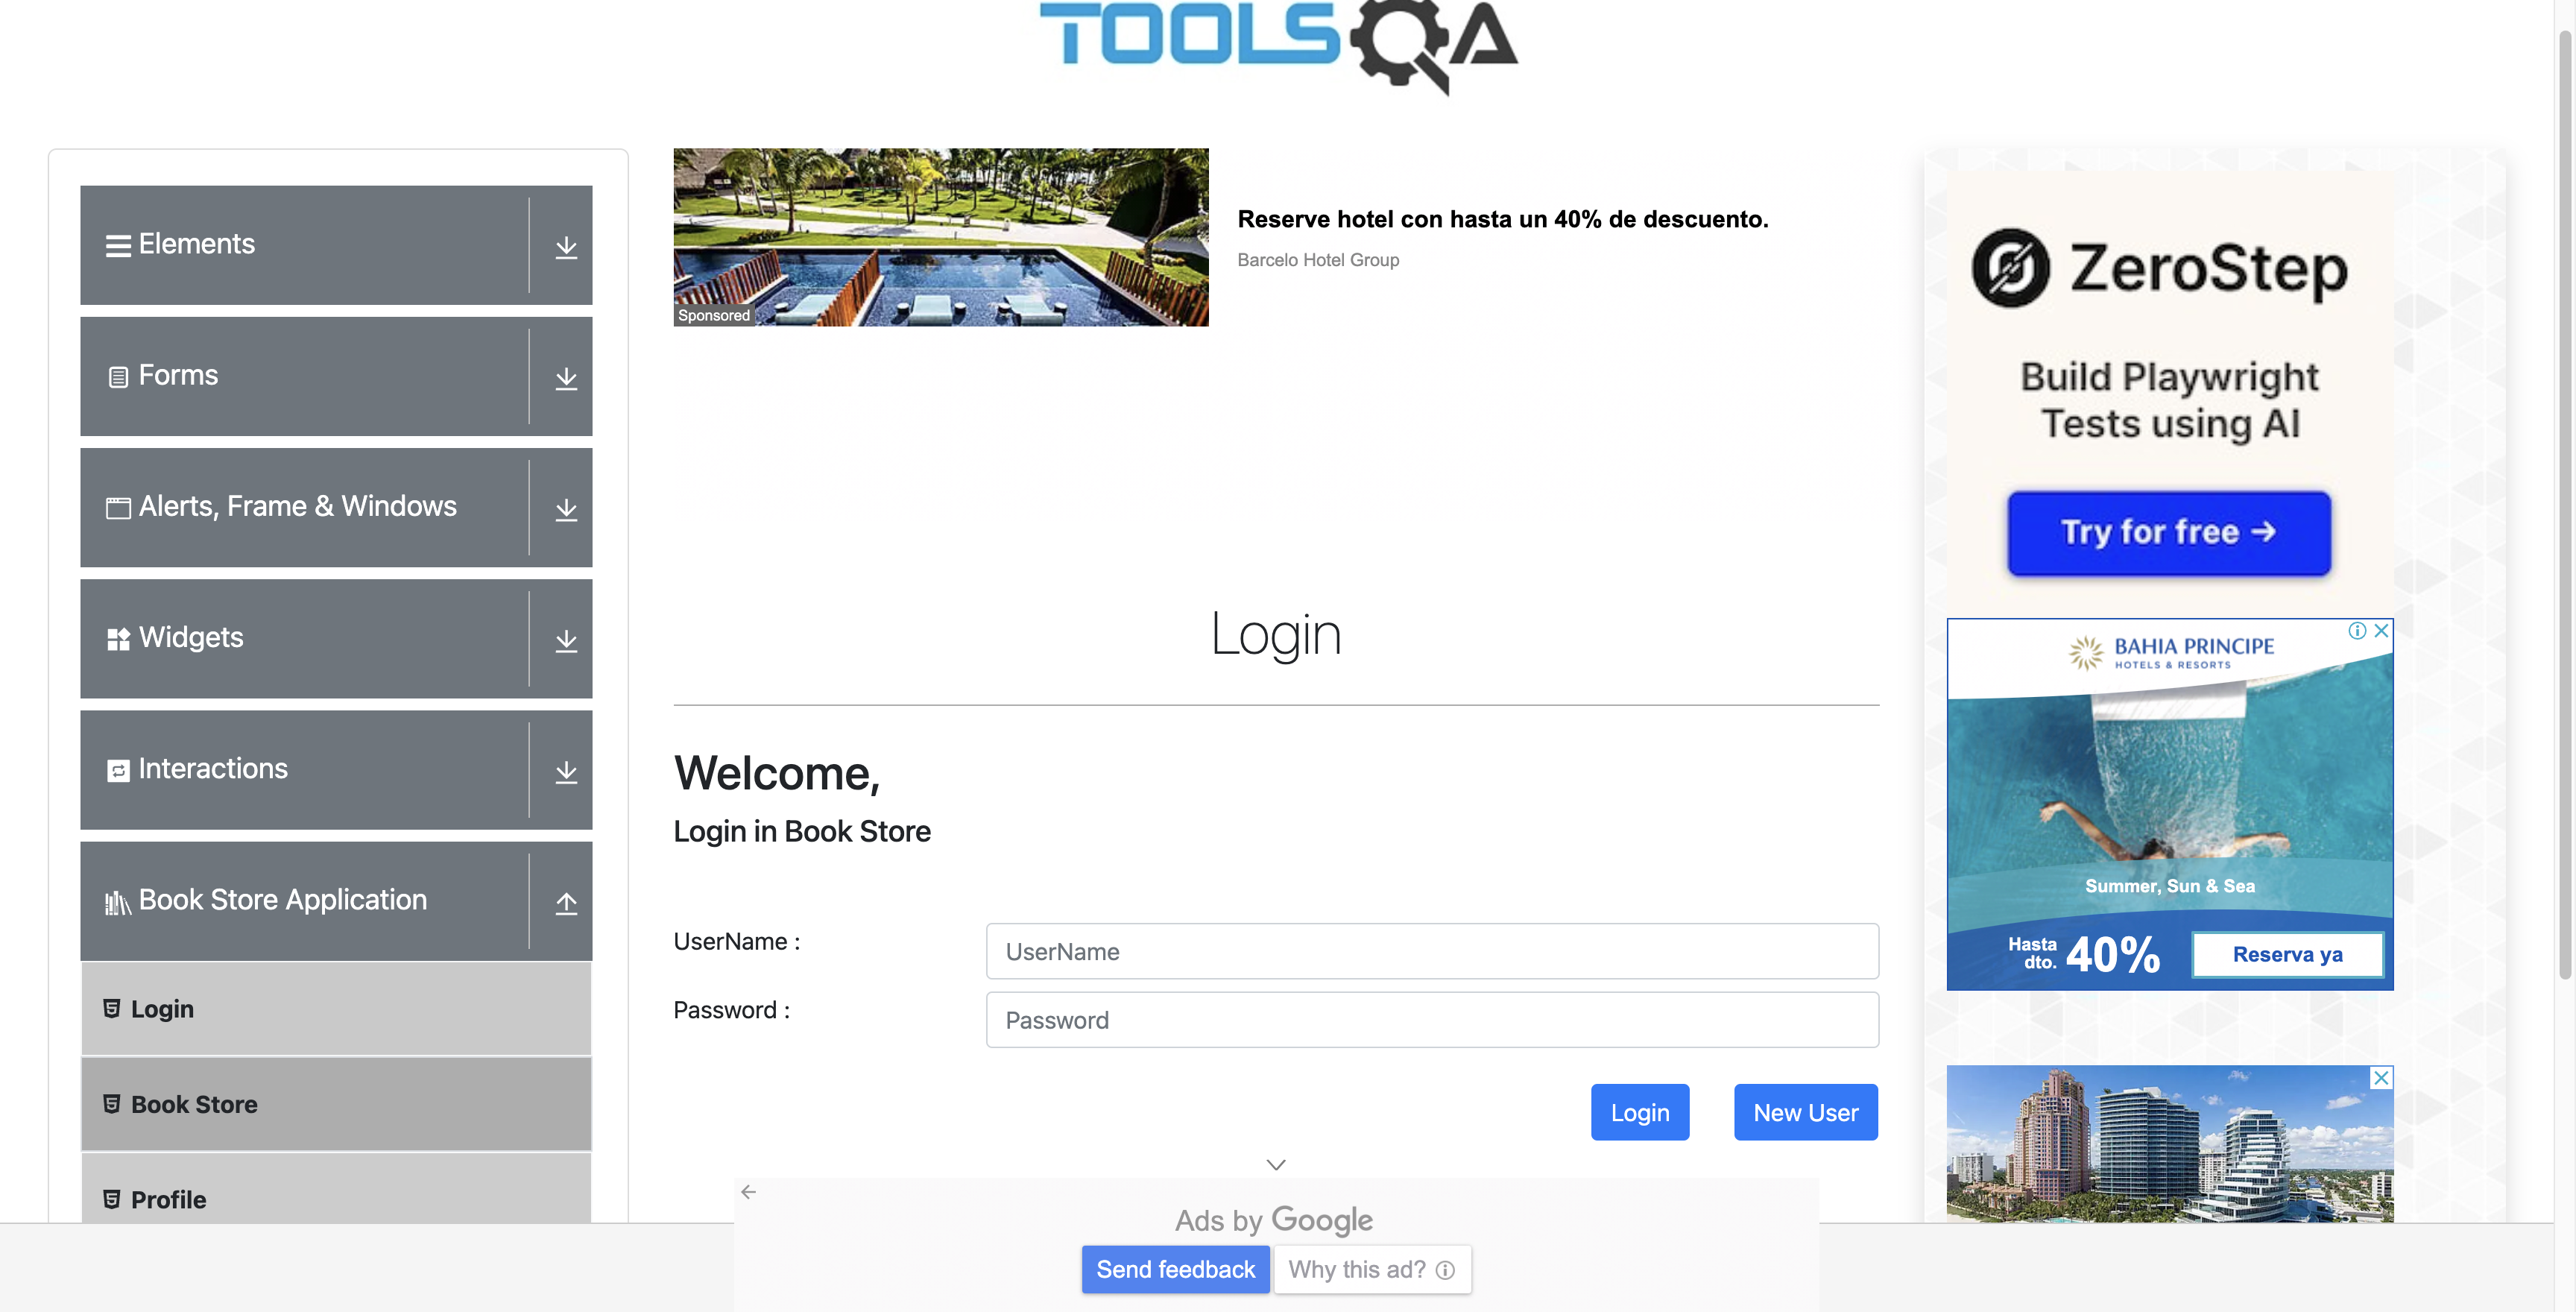 TOOLSQA
Elements
Forms
Alerts, Frame & Windows
Widgets
Interactions
Book Store Application
Login
Book Store
Profile
Sponsored
Reserve hotel con hasta un 40% de descuento.
Barcelo Hotel Group
Login
Welcome,
Login in Book Store
UserName :
UserName
Password :
Password
Login
New User
Ads by Google
Send feedback
Why this ad?
ZeroStep
Build Playwright
Tests using AI
Try for free →
BAHIA PRINCIPE
HOTELS & RESORTS
Summer, Sun & Sea
Hasta
dto. 40%
Reserva ya